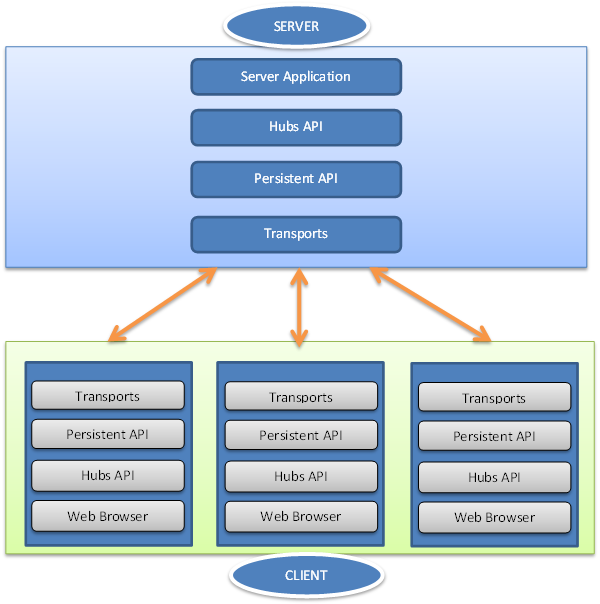 SERVER
Server Application
Hubs API
Persistent API
Transports
Transports
Persistent API
Hubs API
Web Browser
Transports
Persistent API
Hubs API
Web Browser
Transports
Persistent API
Hubs API
Web Browser
CLIENT